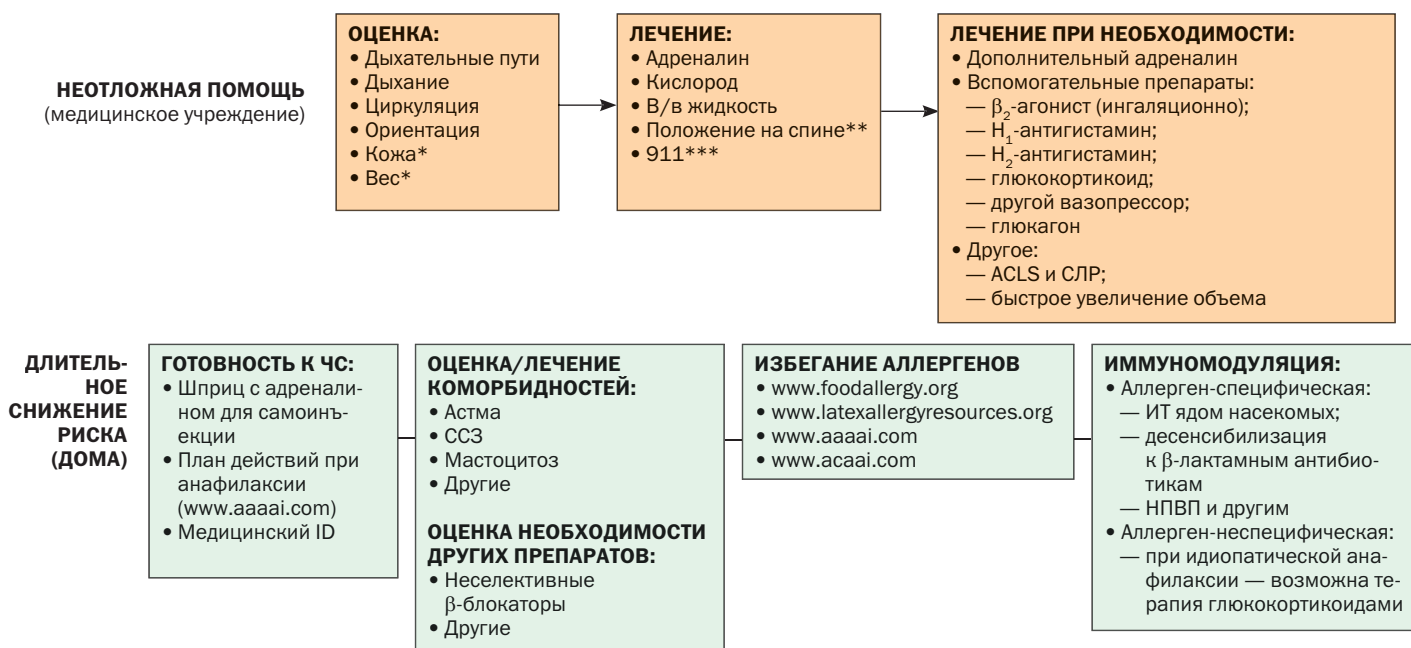 НЕОТЛОЖНАЯ ПОМОЩЬ
(медицинское учреждение)
ОЦЕНКА:
• Дыхательные пути
• Дыхание
• Циркуляция
• Ориентация
• Кожа*
• Вес*
ЛЕЧЕНИЕ:
• Адреналин
• Кислород
• В/в жидкость
• Положение на спине**
• 911***
ЛЕЧЕНИЕ ПРИ НЕОБХОДИМОСТИ:
• Дополнительный адреналин
• Вспомогательные препараты:
— β₂-агонист (ингаляционно);
— H₁-антигистамин;
— H₂-антигистамин;
— глюкокортикоид;
— другой вазопрессор;
— глюкагон
• Другое:
— ACLS и СЛР;
— быстрое увеличение объема
ДЛИТЕЛЬ-
НОЕ
СНИЖЕНИЕ
РИСКА
(ДОМА)
ГОТОВНОСТЬ К ЧС:
• Шприц с адренали-
ном для самоинъ-
екции
• План действий при
анафилаксии
(www.aaaai.com)
• Медицинский ID
ОЦЕНКА/ЛЕЧЕНИЕ
КОМОРБИДНОСТЕЙ:
• Астма
• ССЗ
• Мастоцитоз
• Другие
ОЦЕНКА НЕОБХОДИМОСТИ
ДРУГИХ ПРЕПАРАТОВ:
• Неселективные
β-блокаторы
• Другие
ИЗБЕГАНИЕ АЛЛЕРГЕНОВ
• www.foodallergy.org
• www.latexallergyresources.org
• www.aaaai.com
• www.acaai.com
ИММУНОМОДУЛЯЦИЯ:
• Аллерген-специфическая:
— ИТ ядом насекомых;
— десенсибилизация
к β-лактамным антибио-
тикам
— НПВП и другим
• Аллерген-неспецифическая:
— при идиопатической ана-
филаксии — возможна те-
рапия глюкокортикоидами